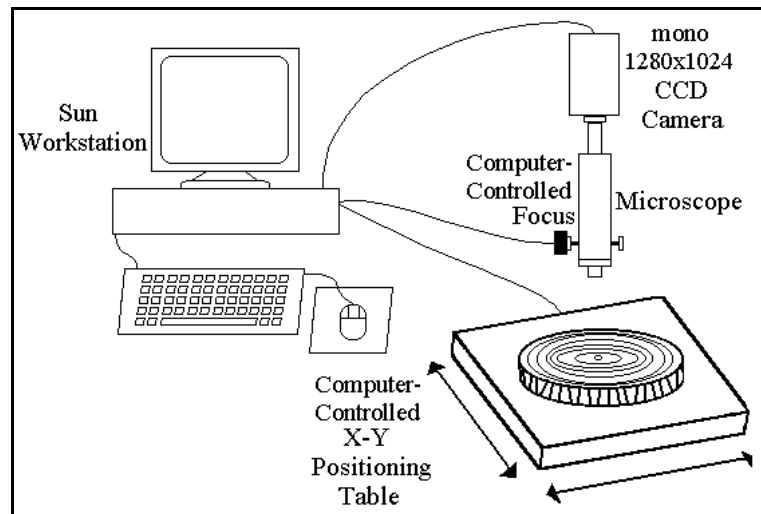 Sun
Workstation
mono
1280x1024
CCD
Camera
Computer-
Controlled
Focus
Microscope
Computer-
Controlled
X-Y
Positioning
Table